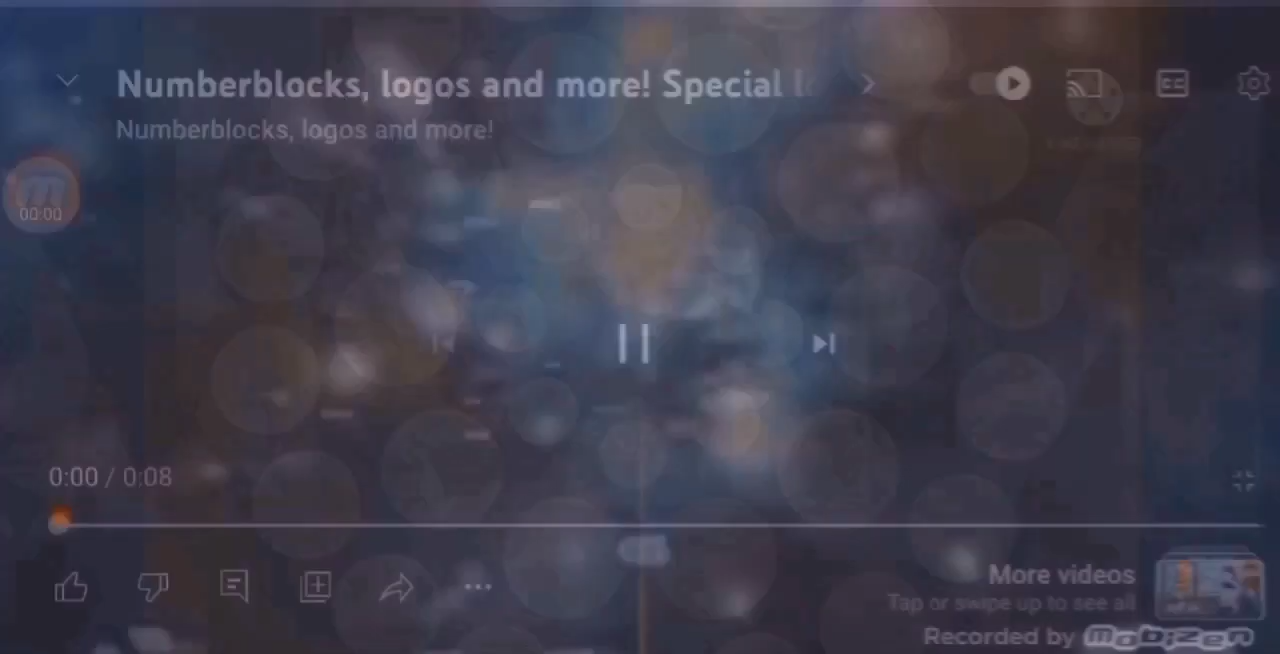 Numberblocks, logos and more! Special
Numberblocks, logos and more!
CC
00:00
0:00 / 0:08
More videos
Tap or swipe up to see all
Recorded by Mobizen